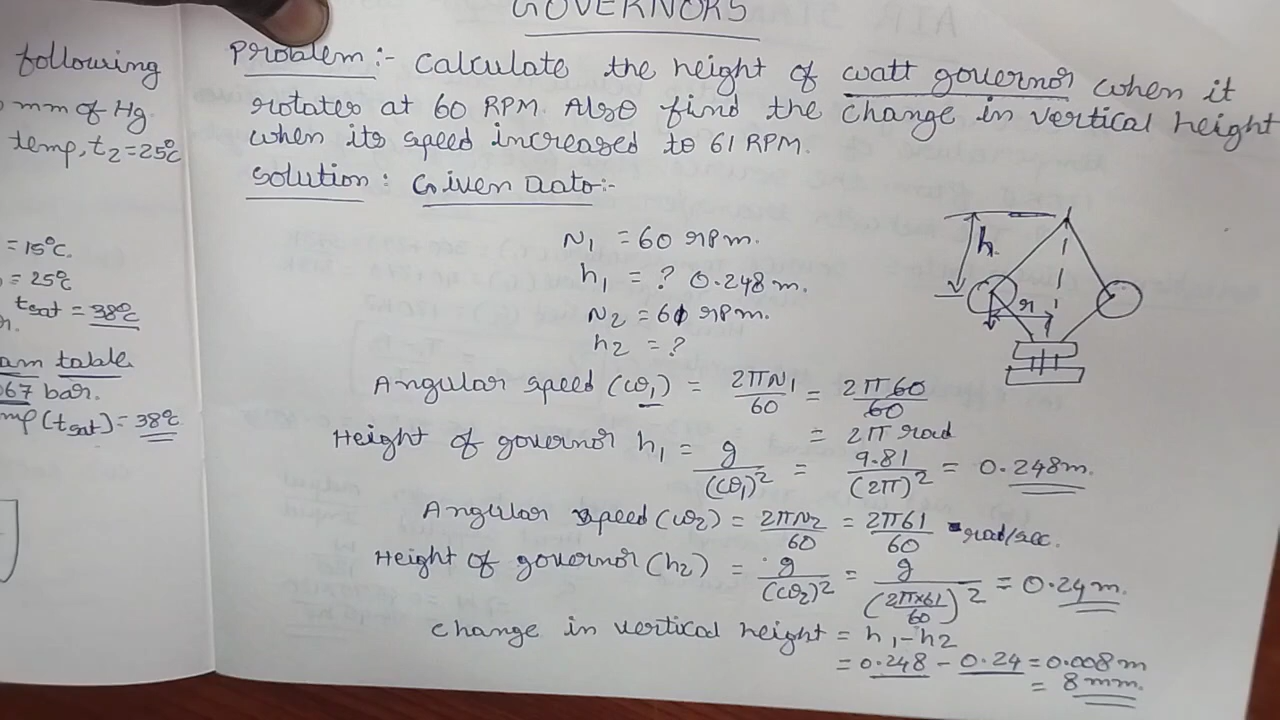 GOVERNORS
following
mm of Hg.
temp, t₂=25°C
= 15°C.
= 25°C
tsat = 38°C
am table
067 bar.
mp (tsat) = 38°C
Problem :- Calculate the height of watt governor when it
rotates at 60 RPM. Also find the change in vertical height
when its speed increased to 61 RPM.
Solution : Given Data:-
N₁ = 60 rpm.
h₁ = ? 0.248 m.
N₂ = 61 rpm.
h₂ = ?
h.
r
Angular speed (ω₁) = 2πN₁/60 = 2π60/60
= 2π rad
Height of governor h₁ = g/(ω₁)² = 9.81/(2π)² = 0.248m.
Angular speed (ω₂) = 2πN₂/60 = 2π61/60 rad/sec.
Height of governor (h₂) = g/(ω₂)² = g/(2π×61/60)² = 0.24m.
change in vertical height = h₁-h₂
= 0.248 - 0.24 = 0.008m
= 8mm.